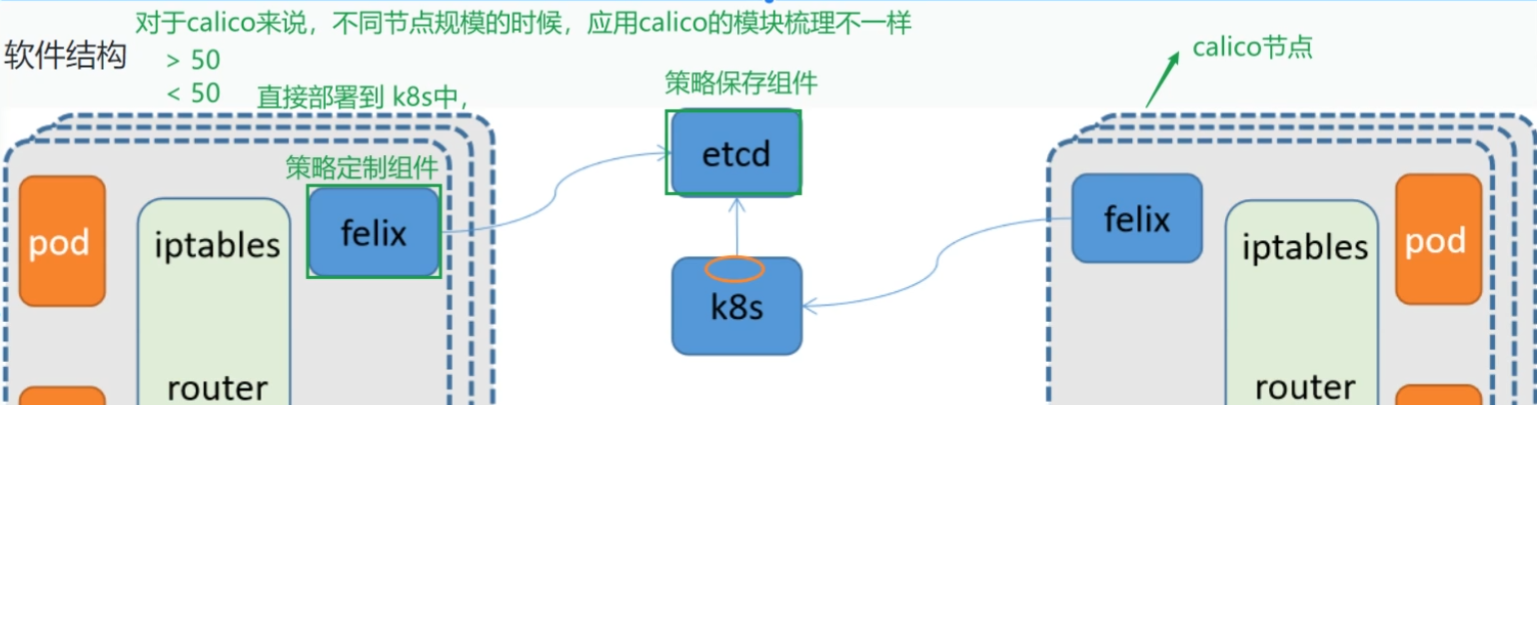 对于calico来说，不同节点规模的时候，应用calico的模块梳理不一样
软件结构
> 50
< 50
直接部署到 k8s中，
策略保存组件
calico节点
etcd
策略定制组件
felix
pod
iptables
router
k8s
felix
iptables
pod
router